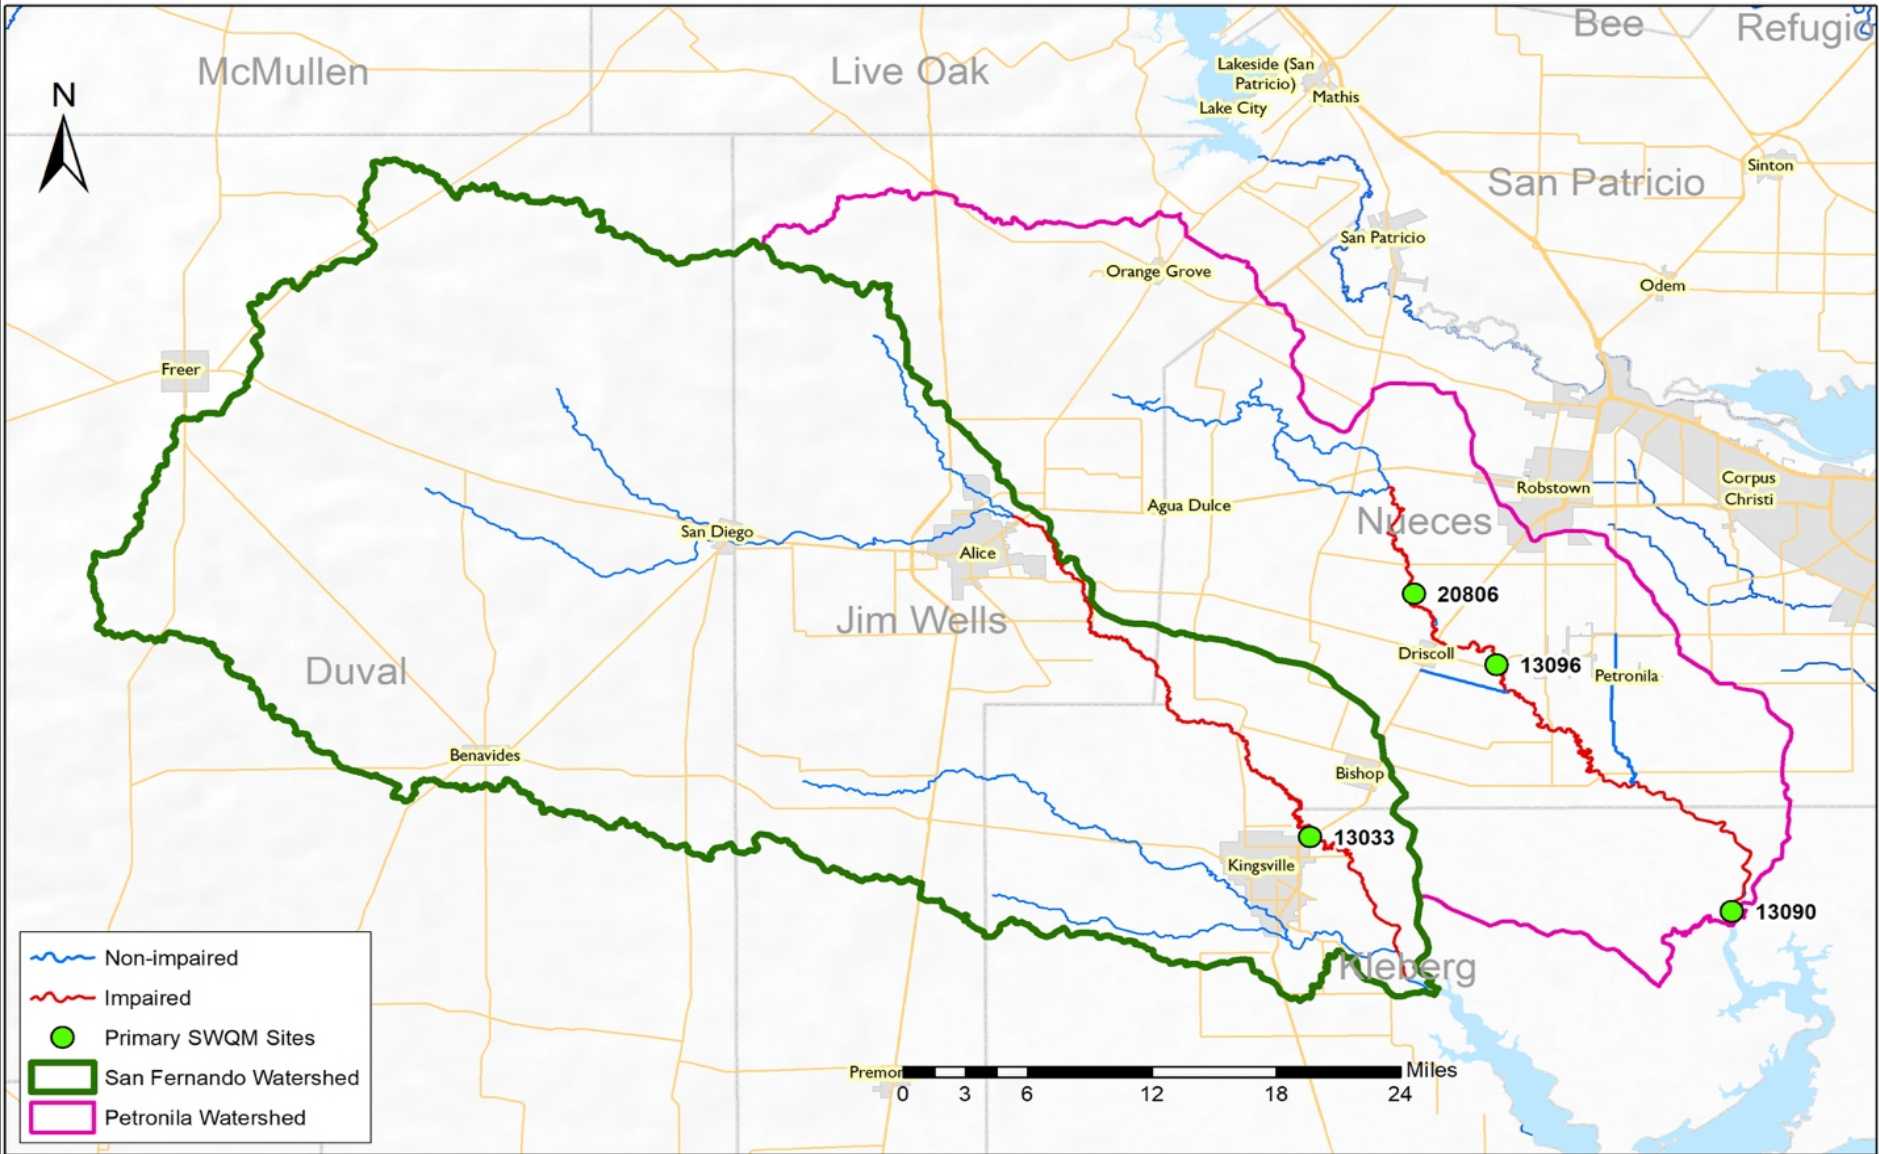 McMullen
Live Oak
Bee
Refugio
N
Lakeside (San
Patricio)
Lake City
Mathis
San Patricio
Sinton
San Patricio
Orange Grove
Odem
Freer
Robstown
Corpus
Christi
Agua Dulce
Nueces
San Diego
Alice
20806
Jim Wells
Driscoll
13096
Petronila
Duval
Benavides
Bishop
13033
Kingsville
13090
Kleberg
Non-impaired
Impaired
Primary SWQM Sites
San Fernando Watershed
Petronila Watershed
Premon
Miles
0 3 6 12 18 24